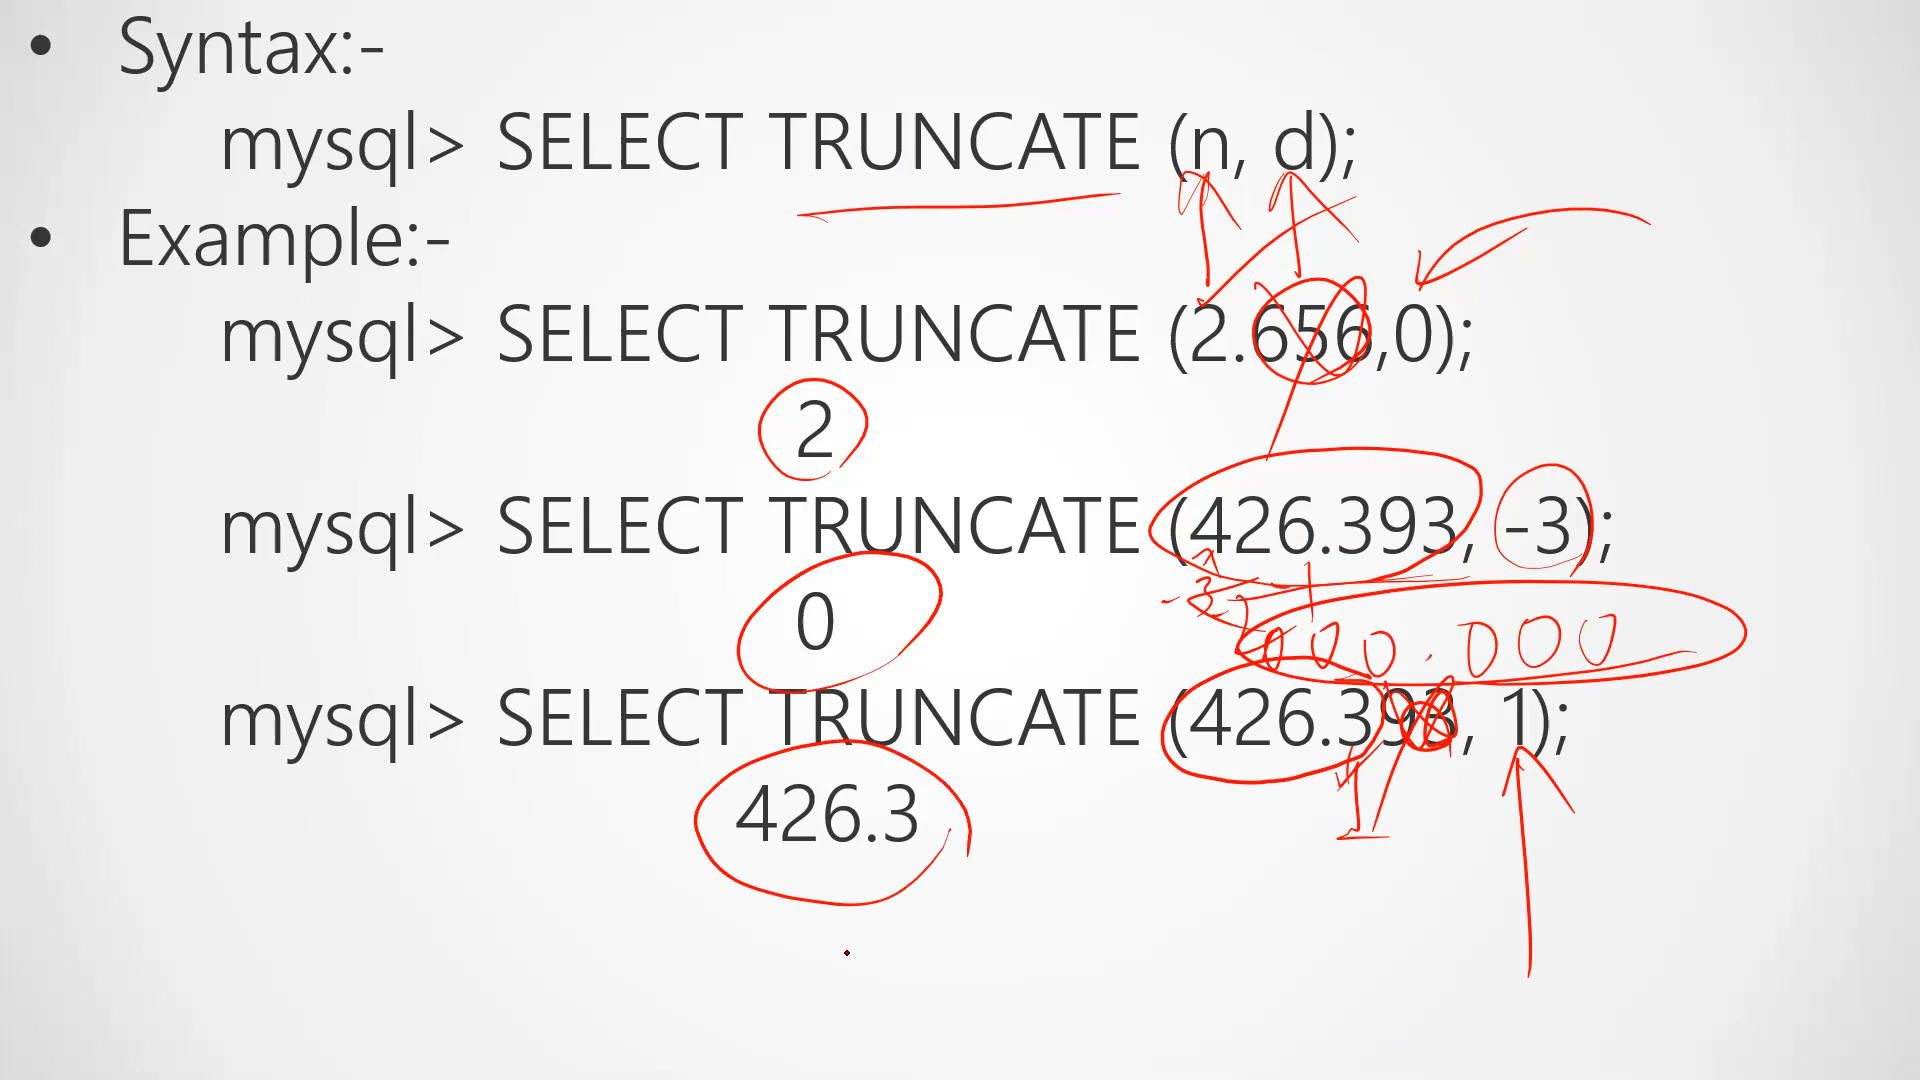 • Syntax:-
mysql> SELECT TRUNCATE (n, d);
• Example:-
mysql> SELECT TRUNCATE (2.656,0);
2
mysql> SELECT TRUNCATE (426.393, -3);
0
000.000
mysql> SELECT TRUNCATE (426.393, 1);
426.3